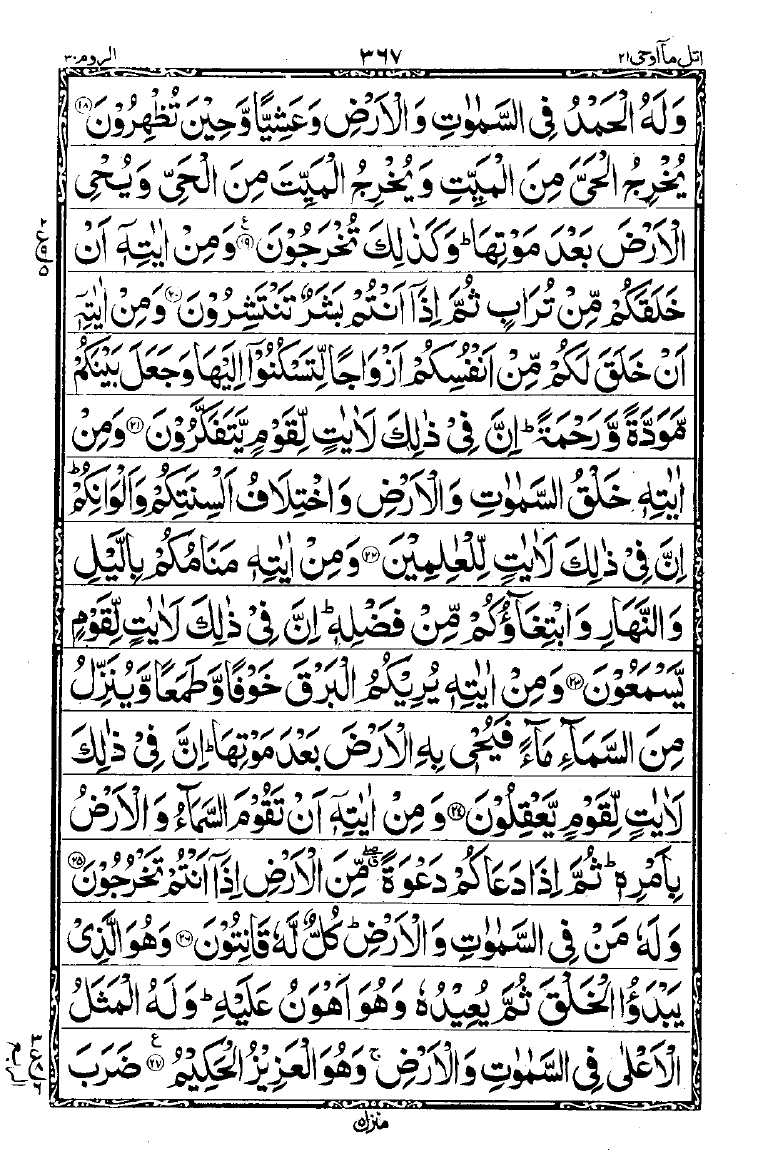 اتل مآ اوحی ۲۱ ۳۶۷ الروم ۳۰
وَلَهُ الْحَمْدُ فِی السَّمٰوٰتِ وَالْاَرْضِ وَعَشِیًّا وَّحِیْنَ تُظْهِرُوْنَ ۝۱۸
یُخْرِجُ الْحَیَّ مِنَ الْمَیِّتِ وَیُخْرِجُ الْمَیِّتَ مِنَ الْحَیِّ وَیُحْیِ
الْاَرْضَ بَعْدَ مَوْتِهَا ؕ وَكَذٰلِكَ تُخْرَجُوْنَ ۝۱۹ ع وَمِنْ اٰیٰتِهٖۤ اَنْ
خَلَقَكُمْ مِّنْ تُرَابٍ ثُمَّ اِذَاۤ اَنْتُمْ بَشَرٌ تَنْتَشِرُوْنَ ۝۲۰ وَمِنْ اٰیٰتِهٖۤ
اَنْ خَلَقَ لَكُمْ مِّنْ اَنْفُسِكُمْ اَزْوَاجًا لِّتَسْكُنُوْۤا اِلَیْهَا وَجَعَلَ بَیْنَكُمْ
مَّوَدَّةً وَّرَحْمَةً ؕ اِنَّ فِیْ ذٰلِكَ لَاٰیٰتٍ لِّقَوْمٍ یَّتَفَكَّرُوْنَ ۝۲۱ وَمِنْ
اٰیٰتِهٖ خَلْقُ السَّمٰوٰتِ وَالْاَرْضِ وَاخْتِلَافُ اَلْسِنَتِكُمْ وَاَلْوَانِكُمْ ؕ
اِنَّ فِیْ ذٰلِكَ لَاٰیٰتٍ لِّلْعٰلِمِیْنَ ۝۲۲ وَمِنْ اٰیٰتِهٖ مَنَامُكُمْ بِالَّیْلِ
وَالنَّهَارِ وَابْتِغَآؤُكُمْ مِّنْ فَضْلِهٖ ؕ اِنَّ فِیْ ذٰلِكَ لَاٰیٰتٍ لِّقَوْمٍ
یَّسْمَعُوْنَ ۝۲۳ وَمِنْ اٰیٰتِهٖ یُرِیْكُمُ الْبَرْقَ خَوْفًا وَّطَمَعًا وَّیُنَزِّلُ
مِنَ السَّمَآءِ مَآءً فَیُحْیٖ بِهِ الْاَرْضَ بَعْدَ مَوْتِهَا ؕ اِنَّ فِیْ ذٰلِكَ
لَاٰیٰتٍ لِّقَوْمٍ یَّعْقِلُوْنَ ۝۲۴ وَمِنْ اٰیٰتِهٖۤ اَنْ تَقُوْمَ السَّمَآءُ وَالْاَرْضُ
بِاَمْرِهٖ ؕ ثُمَّ اِذَا دَعَاكُمْ دَعْوَةً ۖۗ مِّنَ الْاَرْضِ اِذَاۤ اَنْتُمْ تَخْرُجُوْنَ ۝۲۵
وَلَهٗ مَنْ فِی السَّمٰوٰتِ وَالْاَرْضِ ؕ كُلٌّ لَّهٗ قَانِتُوْنَ ۝۲۶ وَهُوَ الَّذِیْ
یَبْدَؤُا الْخَلْقَ ثُمَّ یُعِیْدُهٗ وَهُوَ اَهْوَنُ عَلَیْهِ ؕ وَلَهُ الْمَثَلُ
الْاَعْلٰی فِی السَّمٰوٰتِ وَالْاَرْضِ ۚ وَهُوَ الْعَزِیْزُ الْحَكِیْمُ ۝۲۷ ع ضَرَبَ
منزل ۵